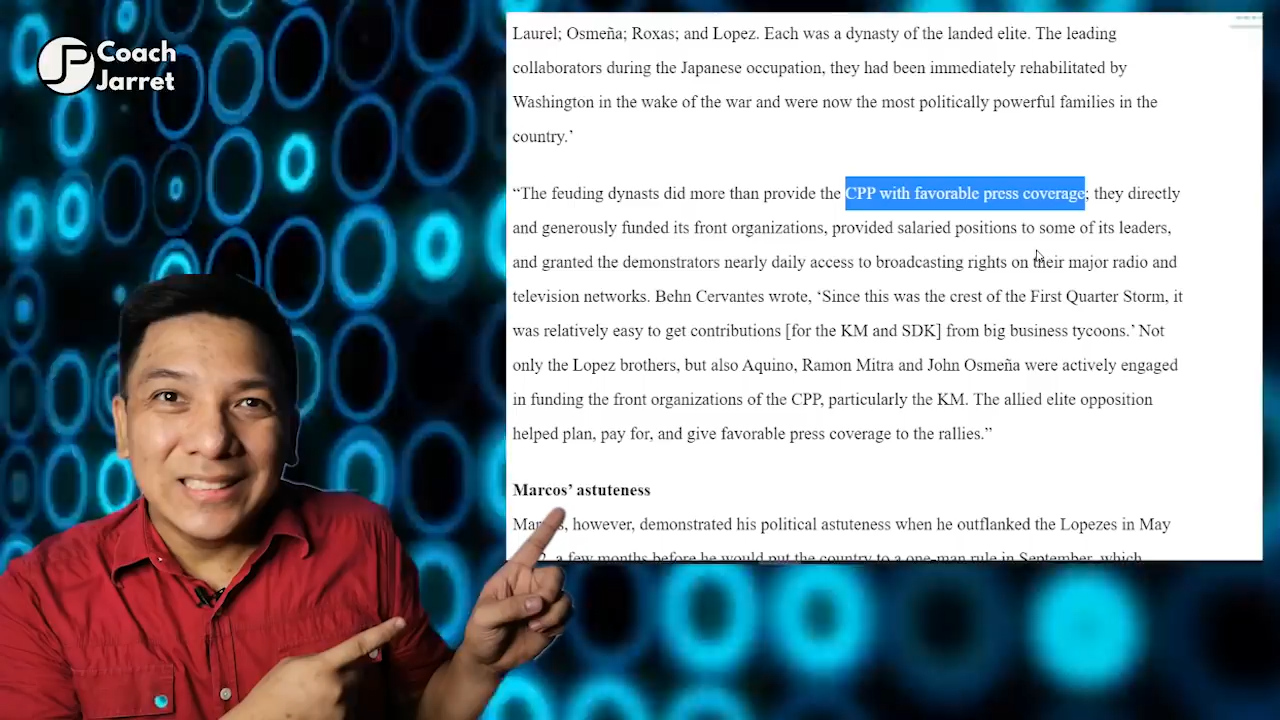 Coach
Jarret
Laurel; Osmeña; Roxas; and Lopez. Each was a dynasty of the landed elite. The leading
collaborators during the Japanese occupation, they had been immediately rehabilitated by
Washington in the wake of the war and were now the most politically powerful families in the
country.’
“The feuding dynasts did more than provide the CPP with favorable press coverage; they directly
and generously funded its front organizations, provided salaried positions to some of its leaders,
and granted the demonstrators nearly daily access to broadcasting rights on their major radio and
television networks. Behn Cervantes wrote, ‘Since this was the crest of the First Quarter Storm, it
was relatively easy to get contributions [for the KM and SDK] from big business tycoons.’ Not
only the Lopez brothers, but also Aquino, Ramon Mitra and John Osmeña were actively engaged
in funding the front organizations of the CPP, particularly the KM. The allied elite opposition
helped plan, pay for, and give favorable press coverage to the rallies.”
Marcos’ astuteness
however, demonstrated his political astuteness when he outflanked the Lopezes in May
a few months before he would put the country to a one-man rule in September, which